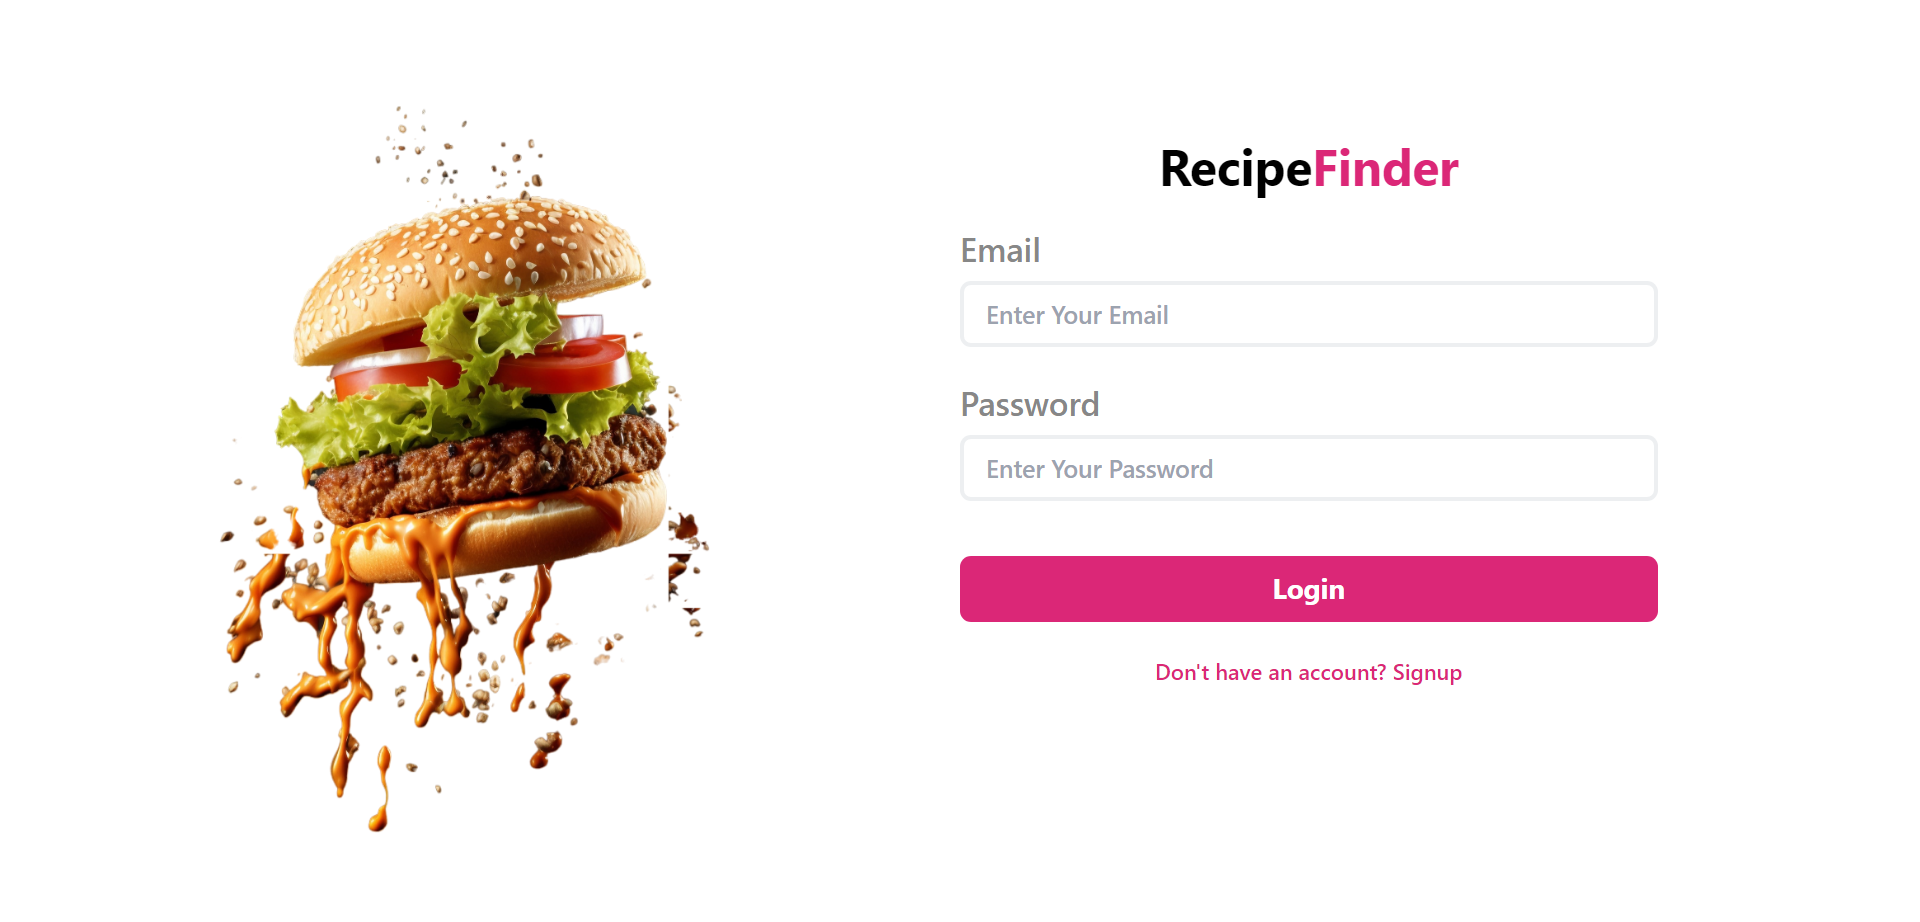 RecipeFinder
Email
Enter Your Email
Password
Enter Your Password
Login
Don't have an account? Signup